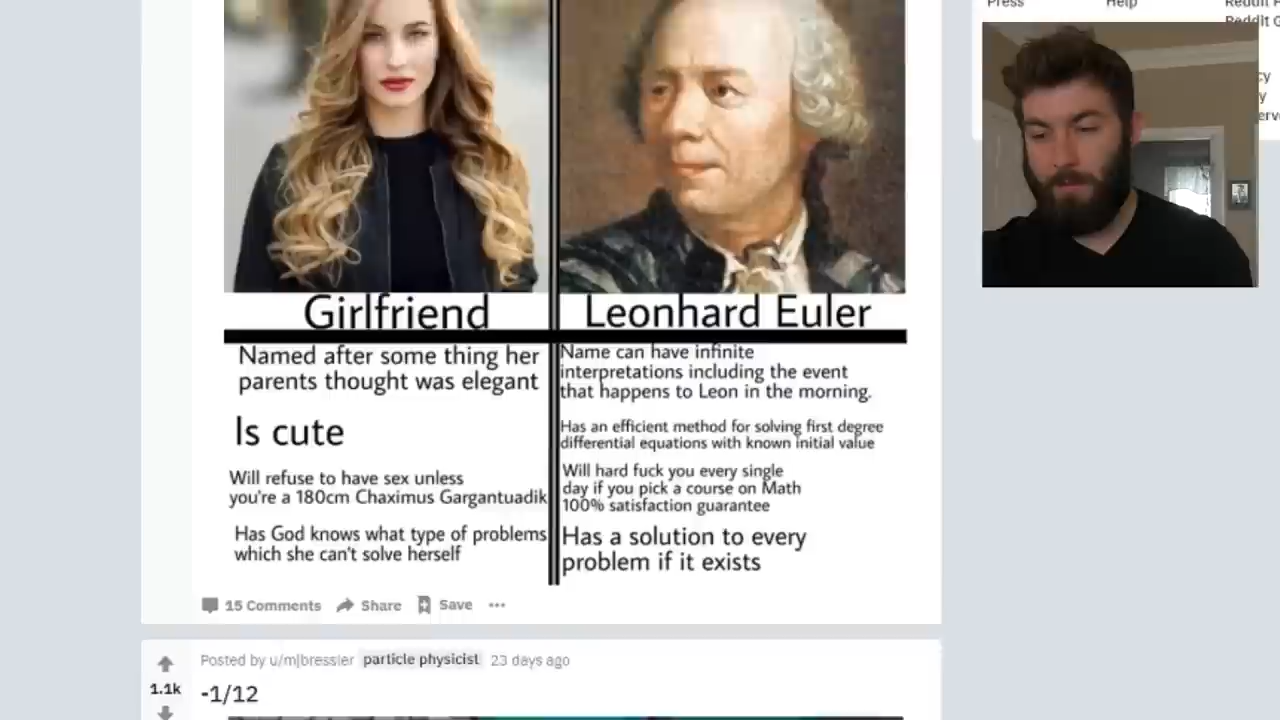 Press
Help
Girlfriend
Leonhard Euler
Named after some thing her
parents thought was elegant
Name can have infinite
interpretations including the event
that happens to Leon in the morning.
Is cute
Has an efficient method for solving first degree
differential equations with known initial value
Will refuse to have sex unless
you're a 180cm Chaximus Gargantuadik
Will hard fuck you every single
day if you pick a course on Math
100% satisfaction guarantee
Has God knows what type of problems
which she can't solve herself
Has a solution to every
problem if it exists
15 Comments
Share
Save
Posted by u/mjbressler particle physicist 23 days ago
1.1k
-1/12